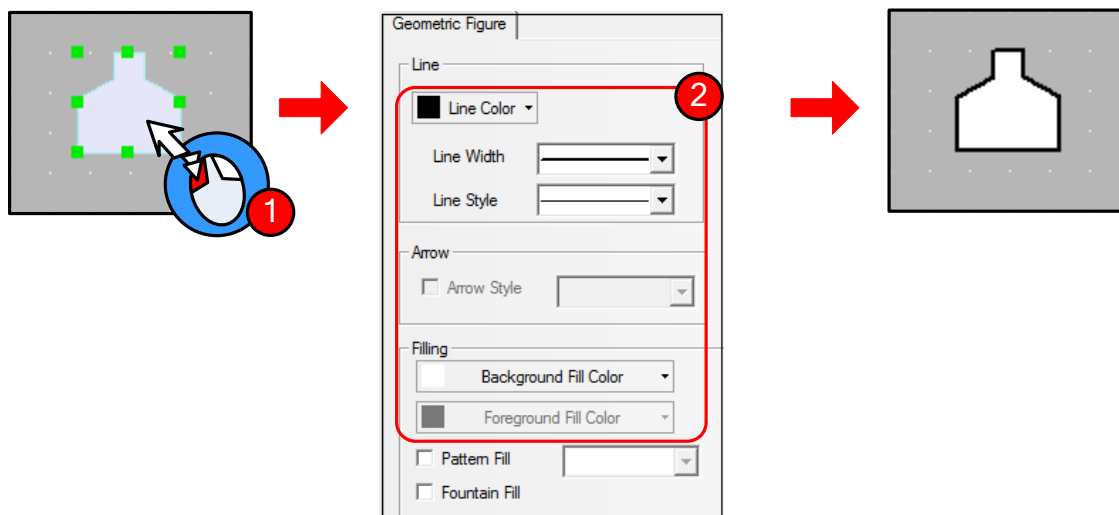 Geometric Figure
Line
2
Line Color
Line Width
Line Style
1
Arrow
Arrow Style
Filling
Background Fill Color
Foreground Fill Color
Pattern Fill
Fountain Fill